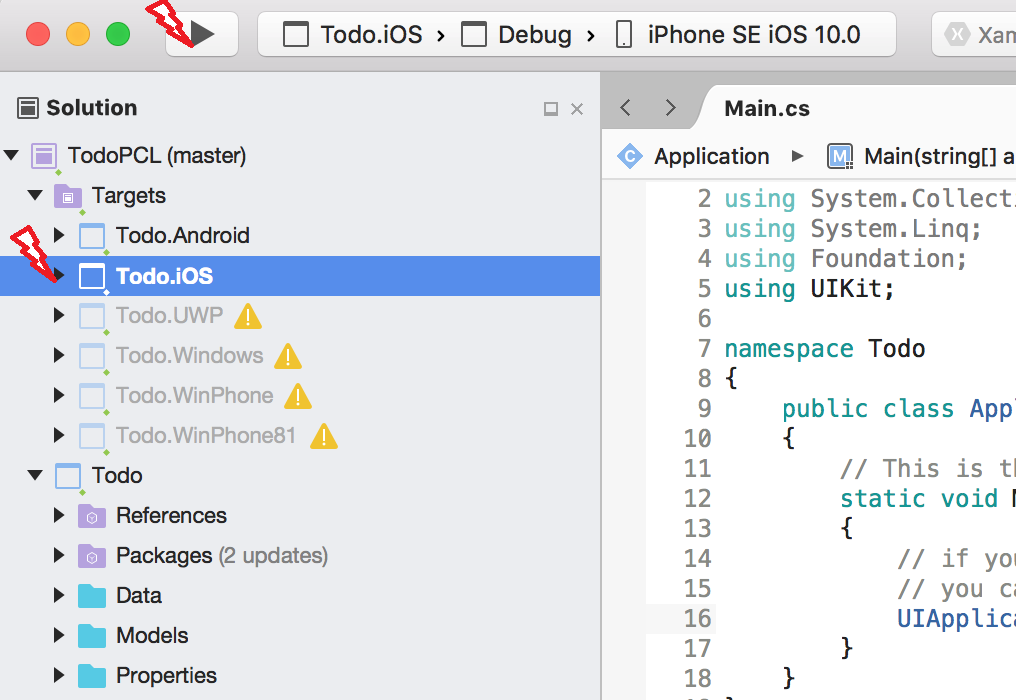 Todo.iOS › Debug › iPhone SE iOS 10.0
Solution
TodoPCL (master)
Targets
Todo.Android
Todo.iOS
Todo.UWP
Todo.Windows
Todo.WinPhone
Todo.WinPhone81
Todo
References
Packages (2 updates)
Data
Models
Properties
X Xam
Main.cs
C Application ▶ M Main(string[] a
2 using System.Collecti
3 using System.Linq;
4 using Foundation;
5 using UIKit;
6
7 namespace Todo
8 {
9 public class Appl
10 {
11 // This is th
12 static void M
13 {
14 // if you
15 // you ca
16 UIApplica
17 }
18 }